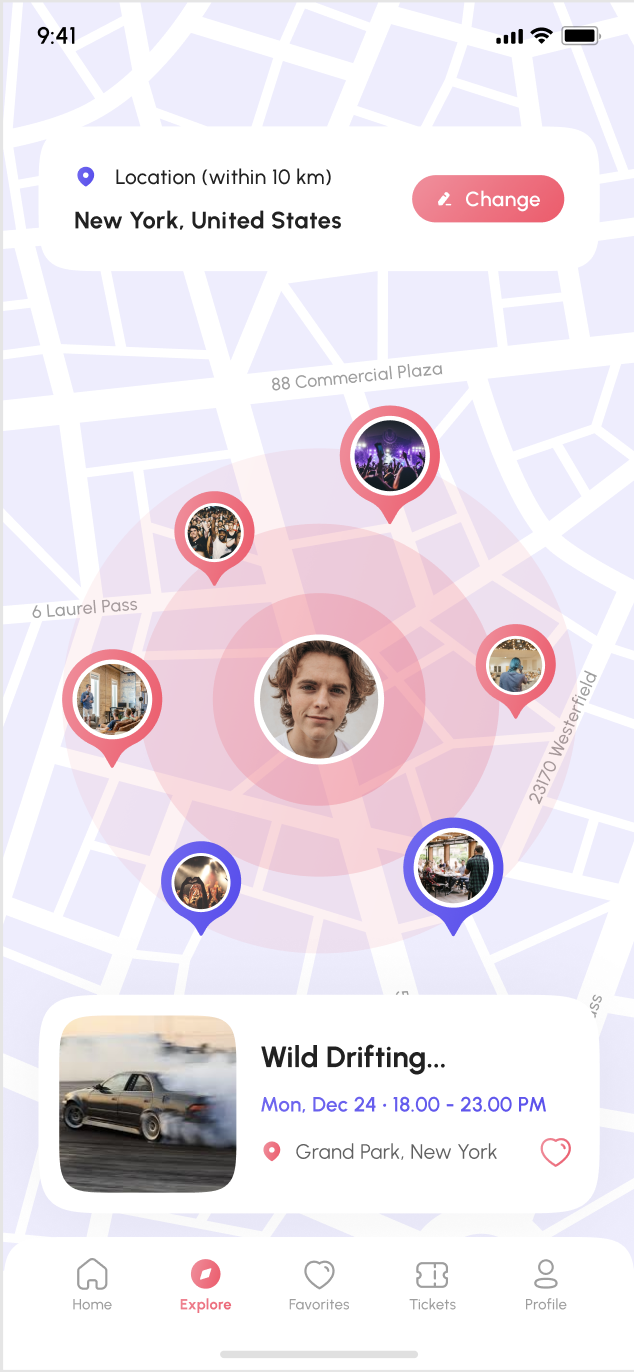 9:41
Location (within 10 km)
New York, United States
Change
88 Commercial Plaza
6 Laurel Pass
23170 Westerfield
Wild Drifting...
Mon, Dec 24 · 18.00 - 23.00 PM
Grand Park, New York
Home
Explore
Favorites
Tickets
Profile